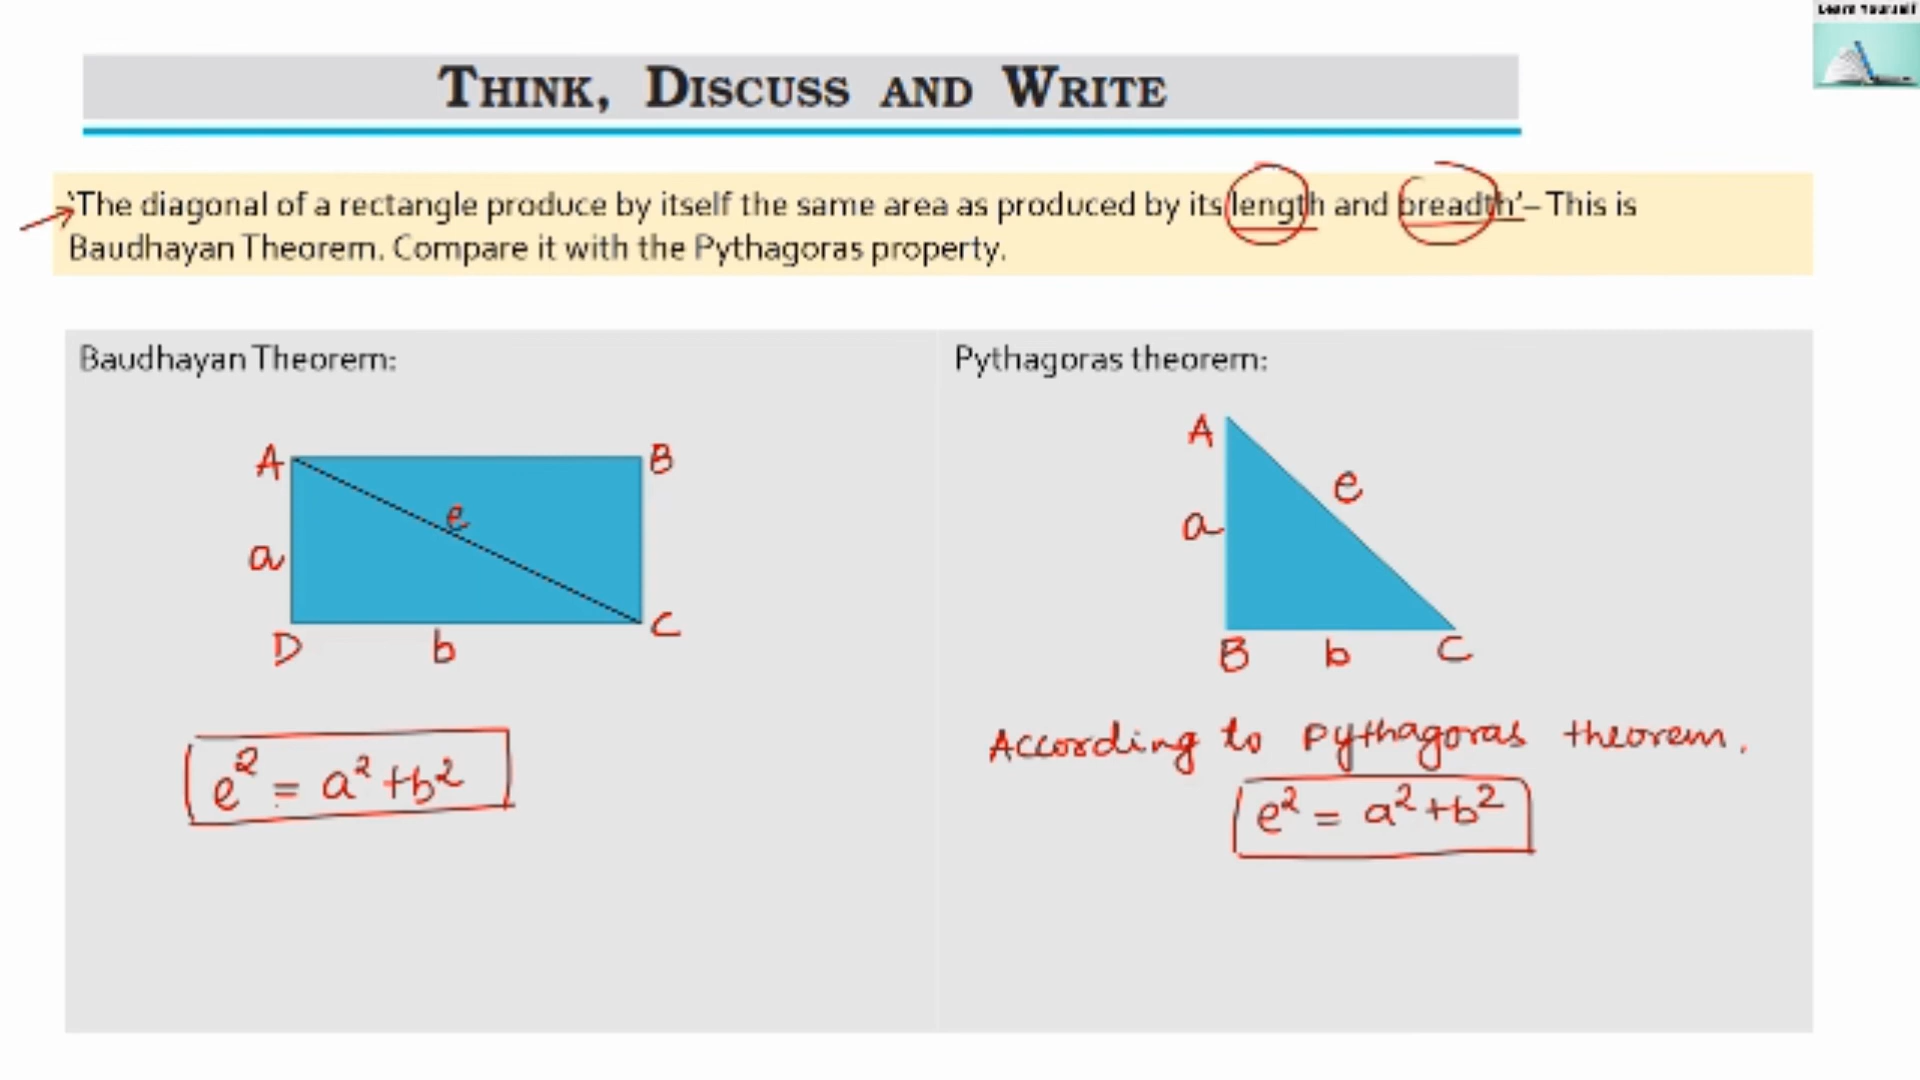 Learn Yourself
THINK, DISCUSS AND WRITE
‘The diagonal of a rectangle produce by itself the same area as produced by its length and breadth’– This is
Baudhayan Theorem. Compare it with the Pythagoras property.
Baudhayan Theorem:
A
B
e
a
D
b
C
e² = a² + b²
Pythagoras theorem:
A
e
a
B
b
C
According to Pythagoras theorem.
e² = a² + b²